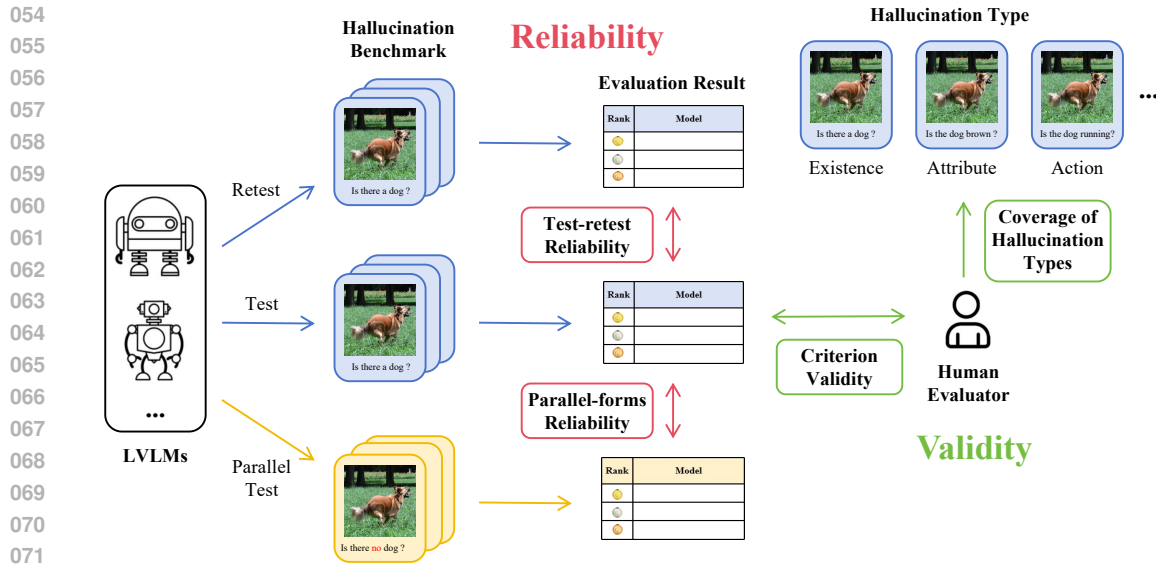 054
055
056
057
058
059
060
061
062
063
064
065
066
067
068
069
070
071
Hallucination
Benchmark
Reliability
Hallucination Type
Evaluation Result
Is there a dog ?
Is the dog brown ?
Is the dog running?
...
Existence
Attribute
Action
Rank Model
Retest
Is there a dog ?
Test-retest
Reliability
Coverage of
Hallucination
Types
Test
Is there a dog ?
Rank Model
Criterion
Validity
Human
Evaluator
...
LVLMs
Parallel-forms
Reliability
Validity
Parallel
Test
Is there no dog ?
Rank Model